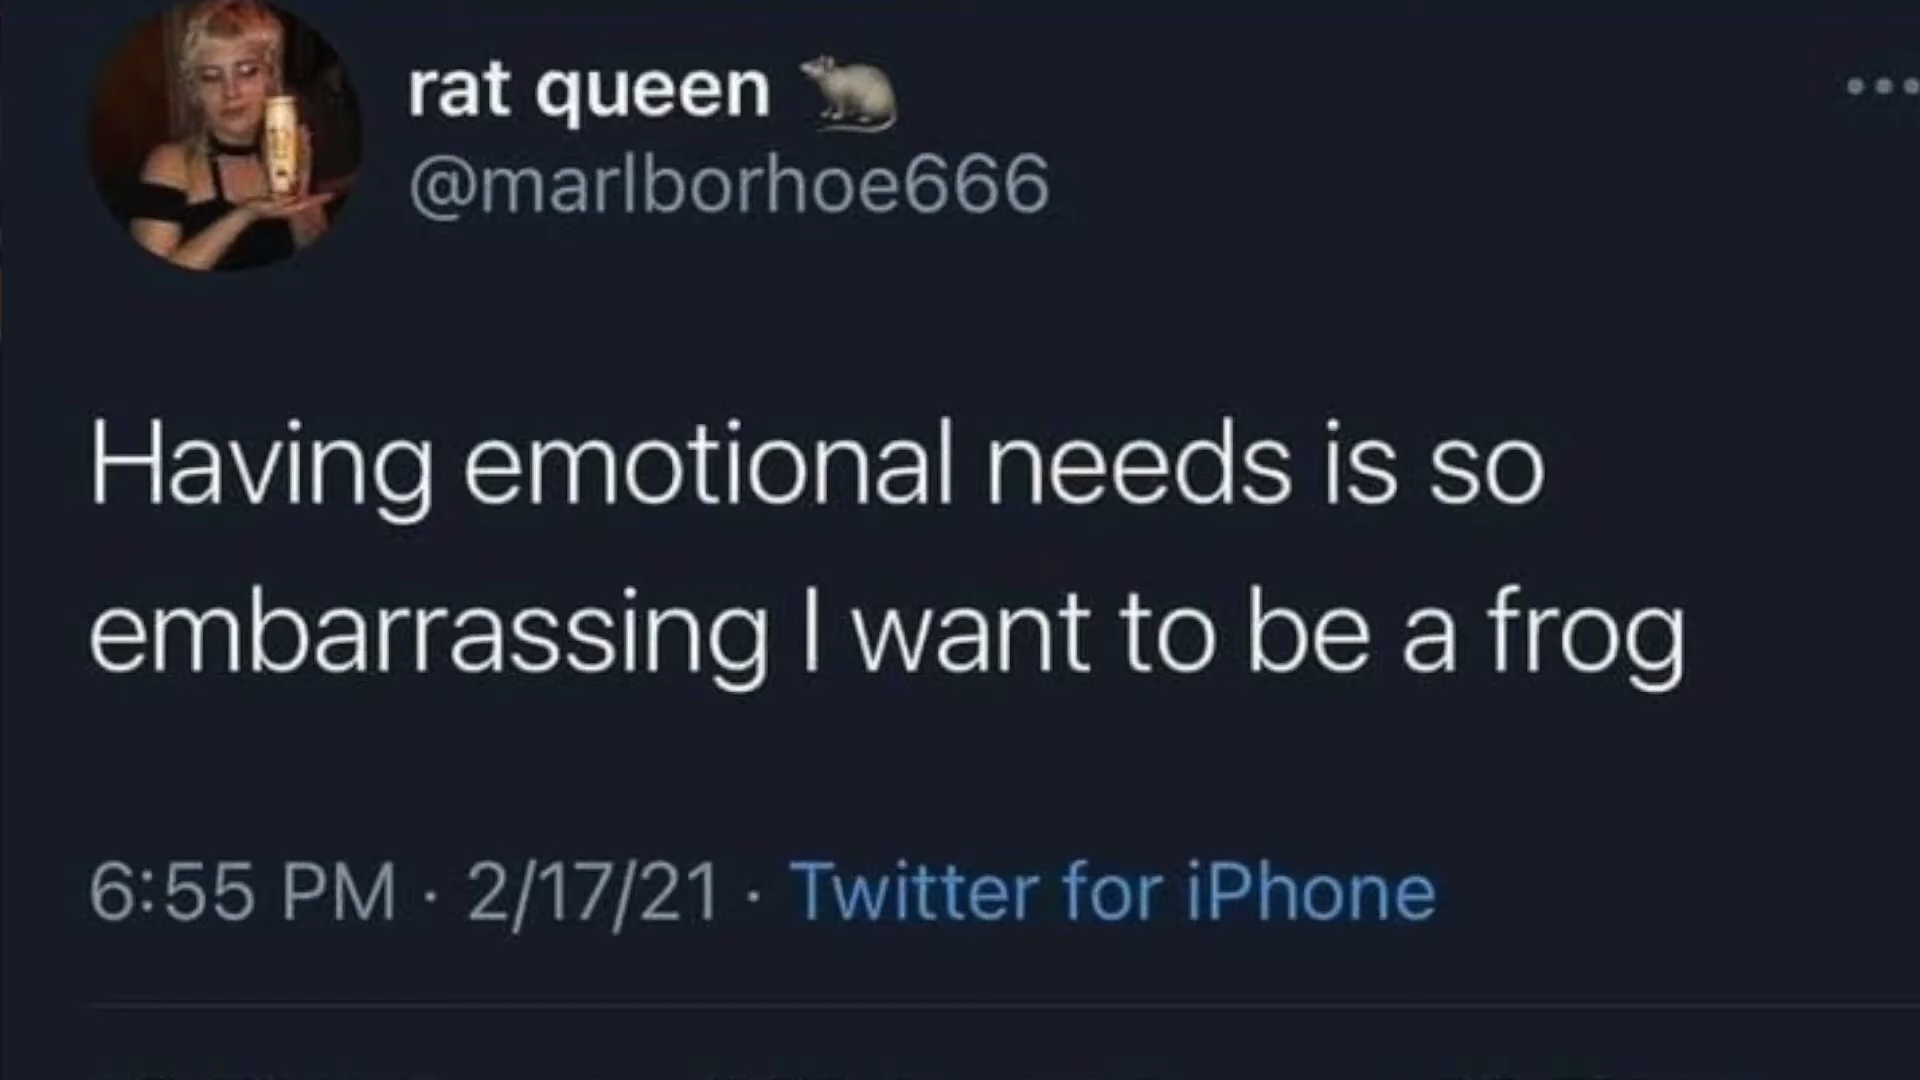 rat queen 🐀
@marlborhoe666
Having emotional needs is so
embarrassing I want to be a frog
6:55 PM · 2/17/21 · Twitter for iPhone